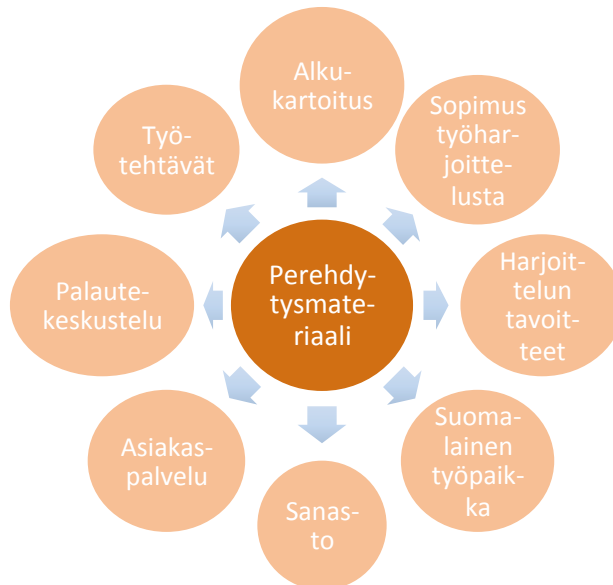 Alku-
kartoitus
Sopimus
työhar-
joitte-
lusta
Harjoit-
telun
tavoit-
teet
Suoma-
lainen
työpaik-
ka
Sanas-
to
Asiakas-
palvelu
Palaute-
keskustelu
Työ-
tehtävät
Perehdy-
tysmate-
riaali